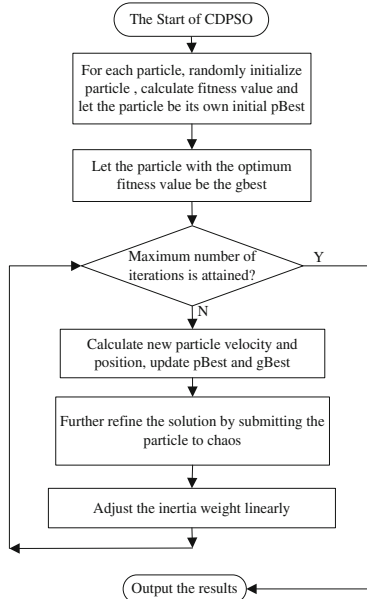 The Start of CDPSO
For each particle, randomly initialize
particle , calculate fitness value and
let the particle be its own initial pBest
Let the particle with the optimum
fitness value be the gbest
Maximum number of
iterations is attained?
Y
N
Calculate new particle velocity and
position, update pBest and gBest
Further refine the solution by submitting the
particle to chaos
Adjust the inertia weight linearly
Output the results